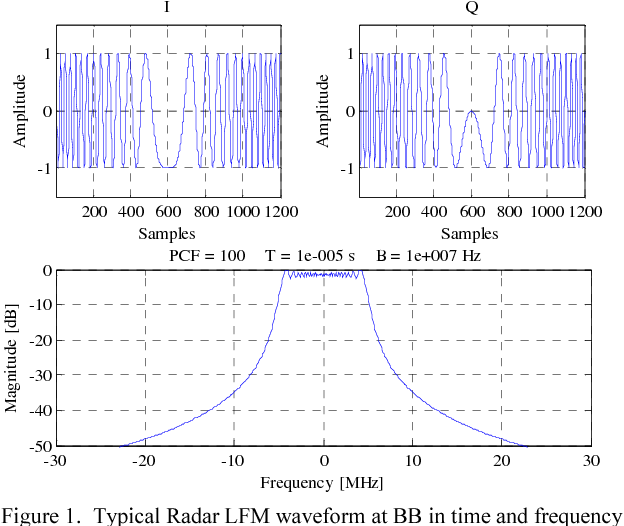 I
Q
1
0
-1
Amplitude
200 400 600 800 1000 1200
Samples
1
0
-1
Amplitude
200 400 600 800 1000 1200
Samples
PCF = 100 T = 1e-005 s B = 1e+007 Hz
0
-10
-20
-30
-40
-50
Magnitude [dB]
-30 -20 -10 0 10 20 30
Frequency [MHz]
Figure 1. Typical Radar LFM waveform at BB in time and frequency